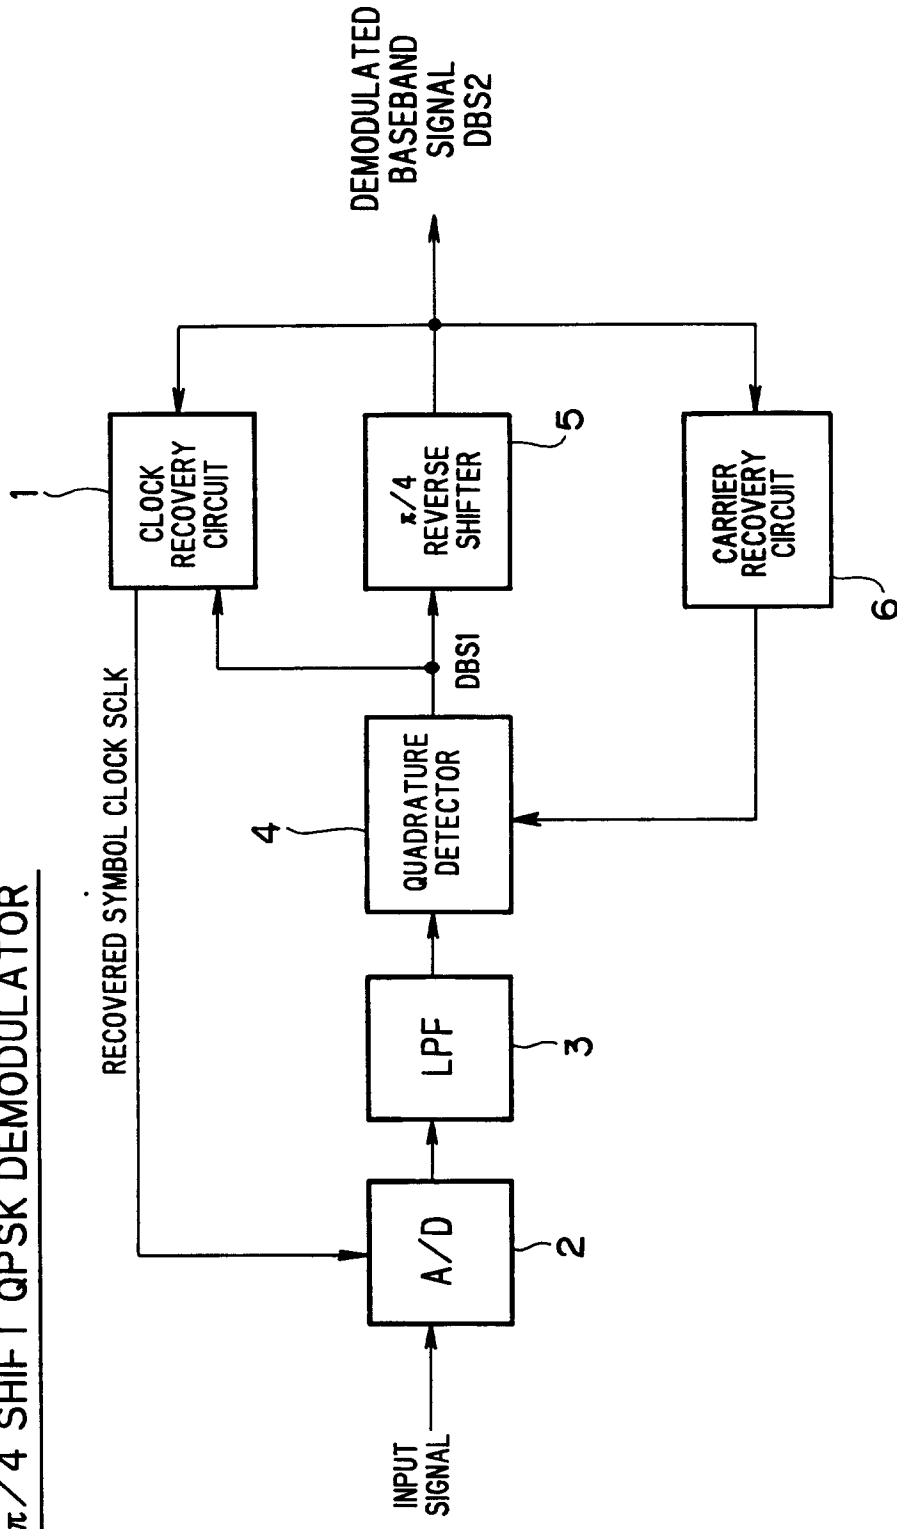 π/4 SHIFT QPSK DEMODULATOR
RECOVERED SYMBOL CLOCK SCLK
1
CLOCK
RECOVERY
CIRCUIT
INPUT
SIGNAL
A/D
2
LPF
3
4
QUADRATURE
DETECTOR
DBS1
π/4
REVERSE
SHIFTER
5
DEMODULATED
BASEBAND
SIGNAL
DBS2
CARRIER
RECOVERY
CIRCUIT
6